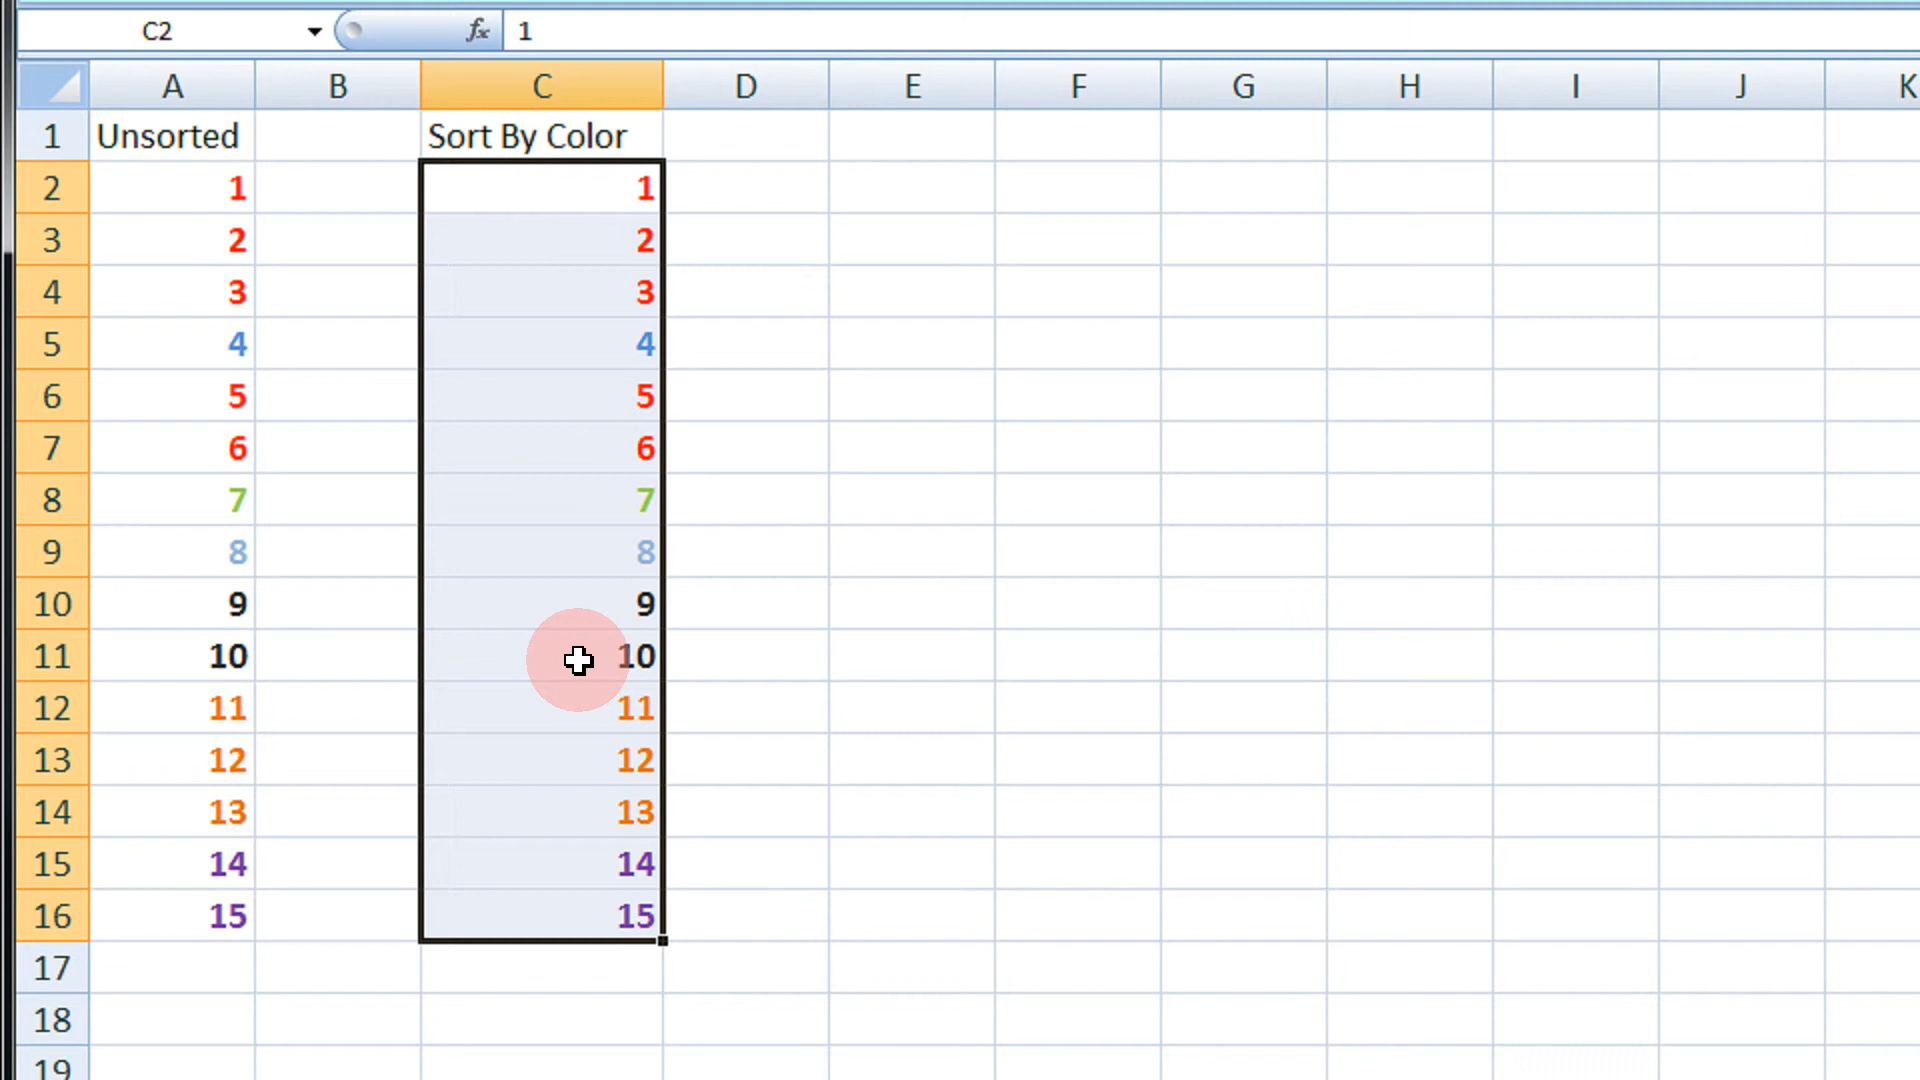 C2 fx 1
A B C D E F G H I J K
1 Unsorted Sort By Color
2 1 1
3 2 2
4 3 3
5 4 4
6 5 5
7 6 6
8 7 7
9 8 8
10 9 9
11 10 10
12 11 11
13 12 12
14 13 13
15 14 14
16 15 15
17
18
19